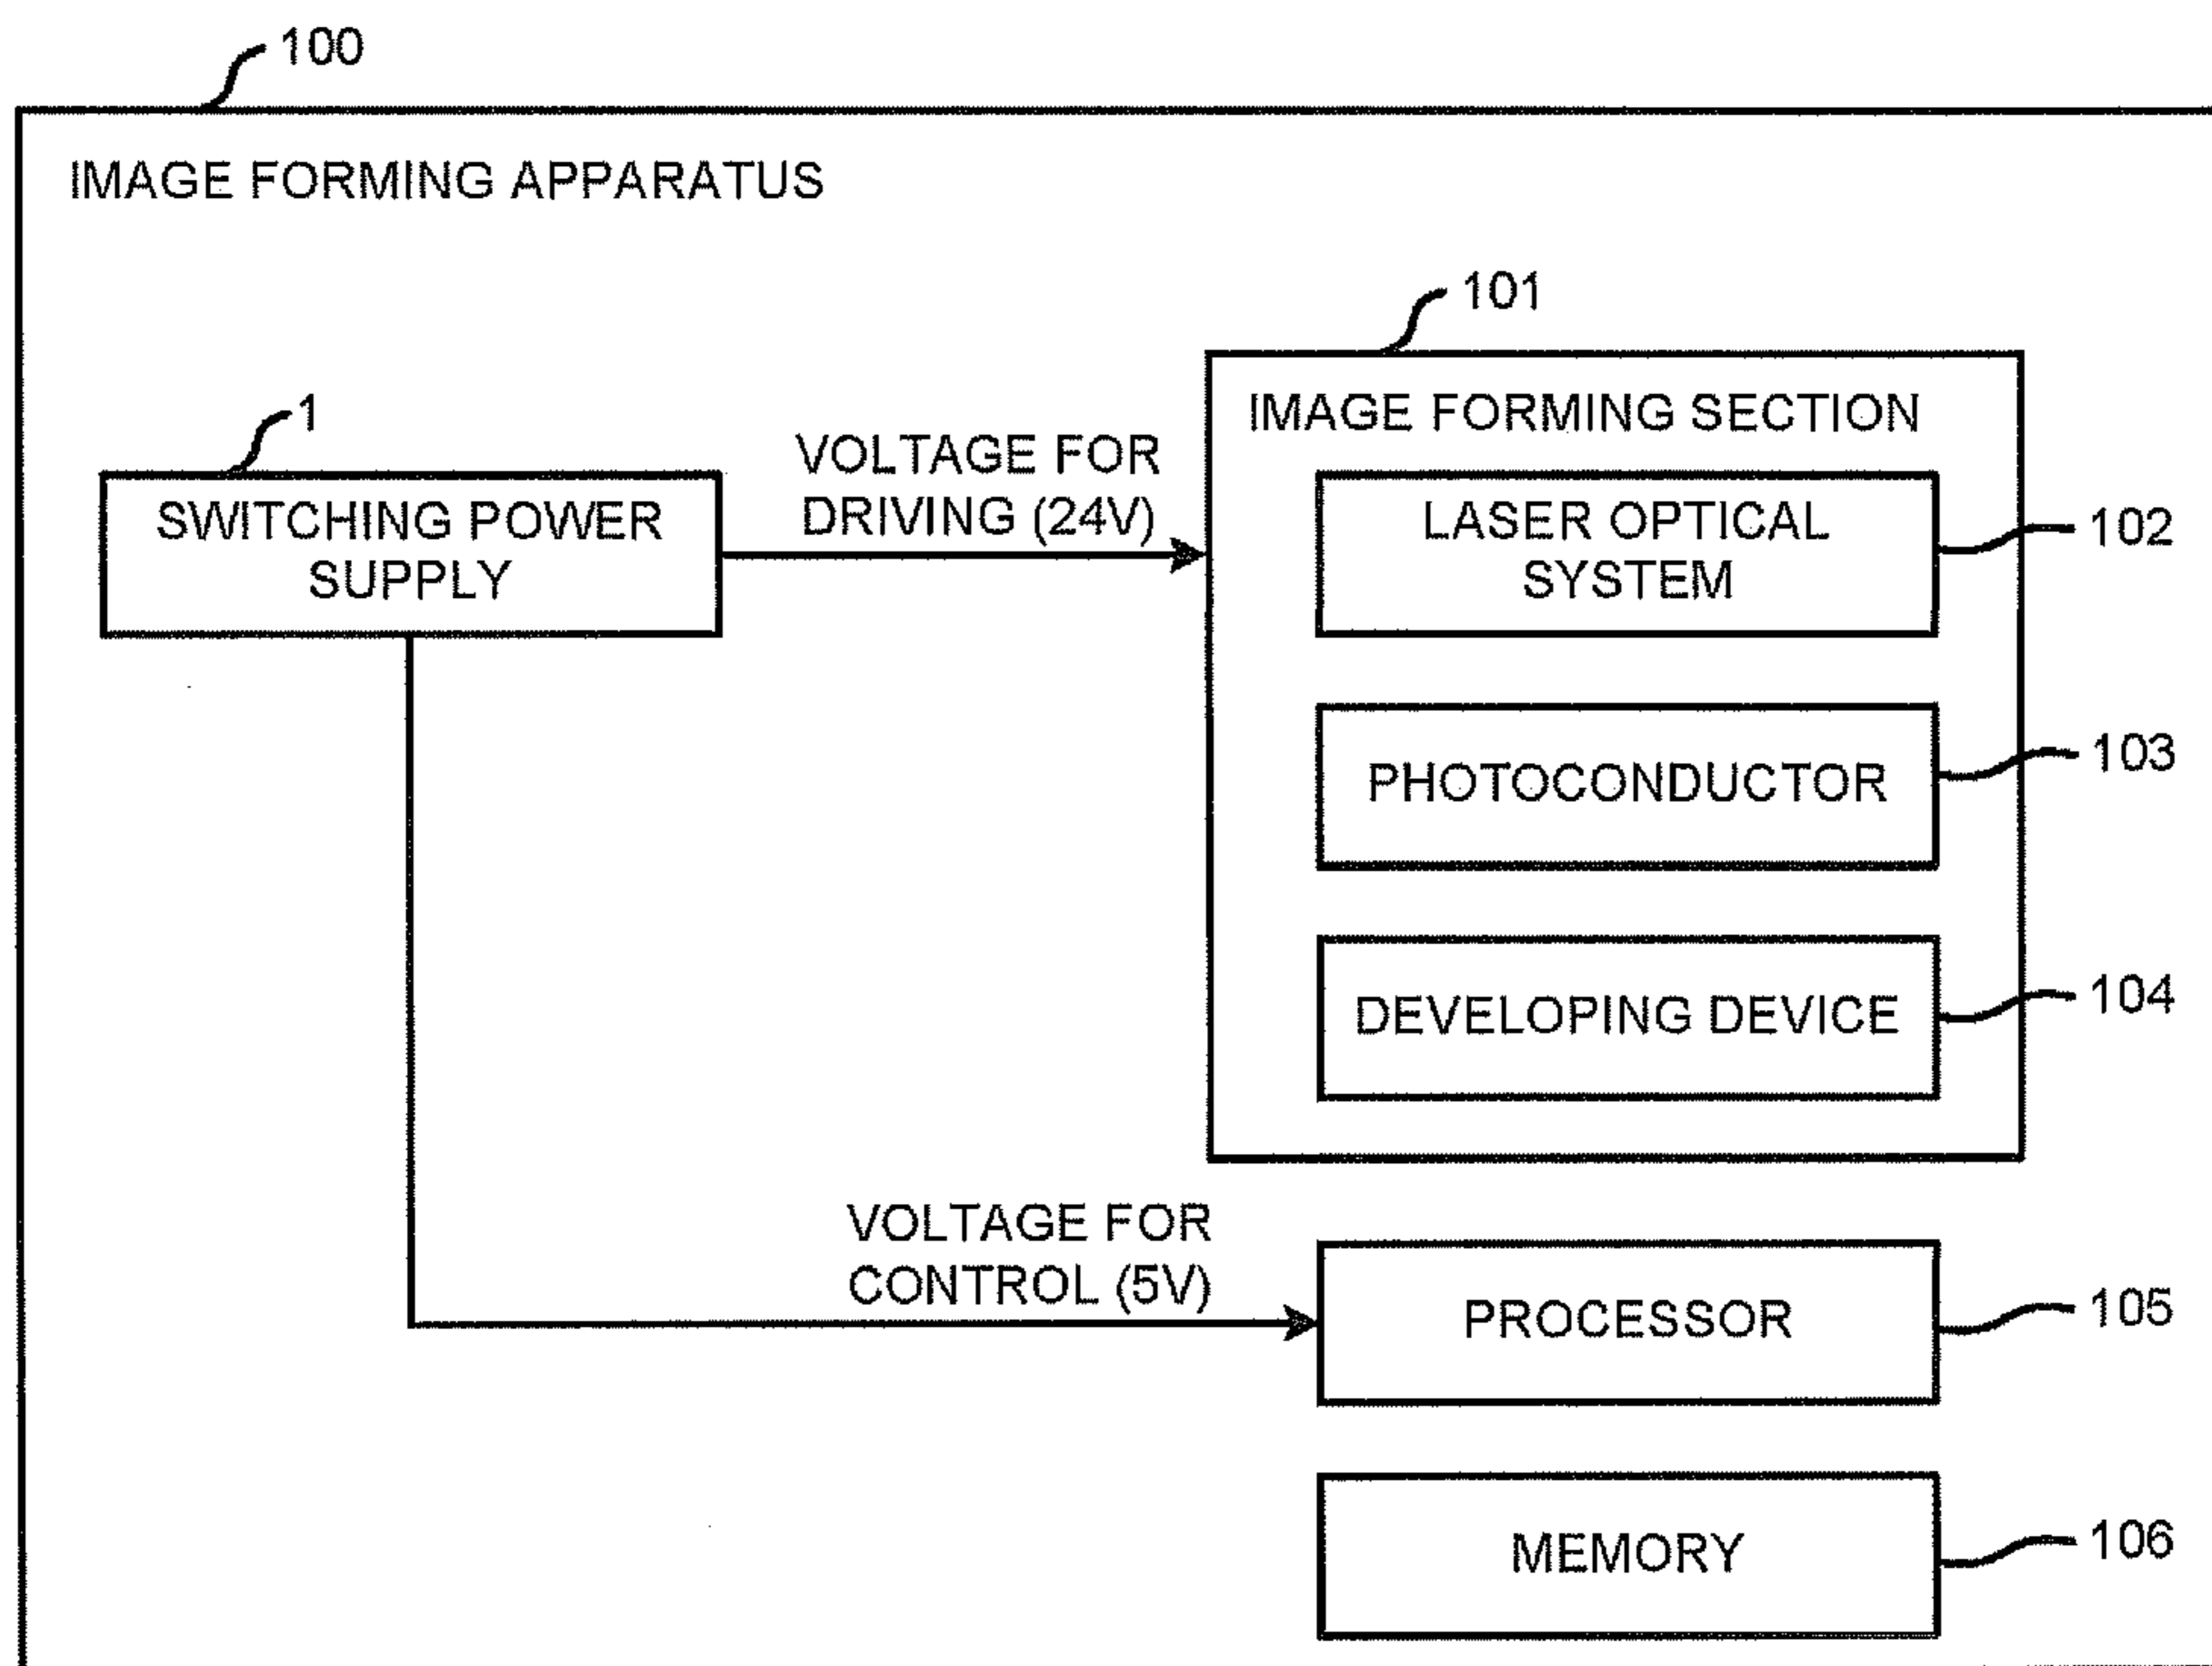 100
IMAGE FORMING APPARATUS
101
1
IMAGE FORMING SECTION
SWITCHING POWER
SUPPLY
VOLTAGE FOR
DRIVING (24V)
LASER OPTICAL
SYSTEM
102
PHOTOCONDUCTOR
103
DEVELOPING DEVICE
104
VOLTAGE FOR
CONTROL (5V)
PROCESSOR
105
MEMORY
106